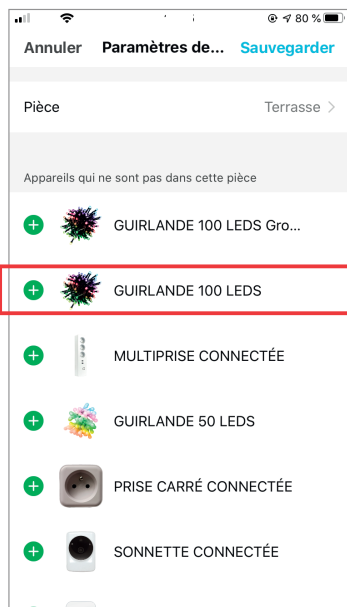 80 %
Annuler Paramètres de... Sauvegarder
Pièce Terrasse >
Appareils qui ne sont pas dans cette pièce
GUIRLANDE 100 LEDS Gro...
GUIRLANDE 100 LEDS
MULTIPRISE CONNECTÉE
GUIRLANDE 50 LEDS
PRISE CARRÉ CONNECTÉE
SONNETTE CONNECTÉE